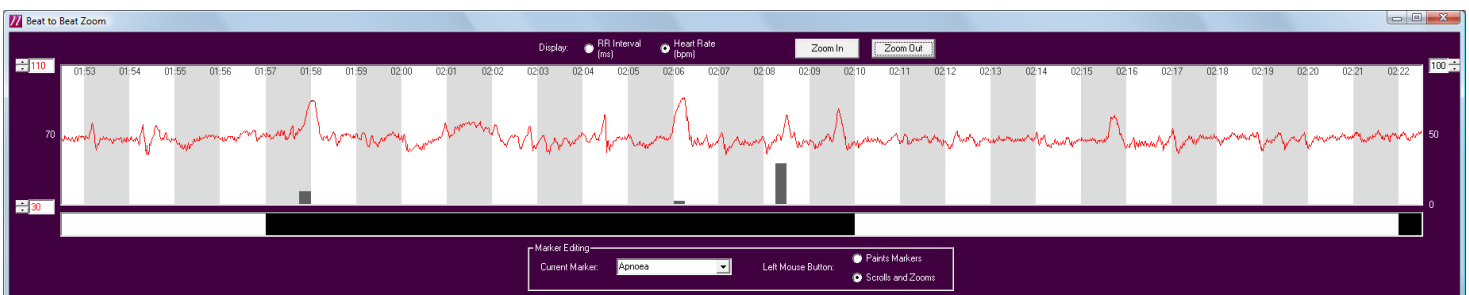 Beat to Beat Zoom
Display: RR Interval (ms) Heart Rate (bpm) Zoom In Zoom Out
110 01:53 01:54 01:55 01:56 01:57 01:58 01:59 02:00 02:01 02:02 02:03 02:04 02:05 02:06 02:07 02:08 02:09 02:10 02:11 02:12 02:13 02:14 02:15 02:16 02:17 02:18 02:19 02:20 02:21 02:22 100
70 50
30 0
Marker Editing
Current Marker: Apnoea Left Mouse Button: Paints Markers
Scrolls and Zooms